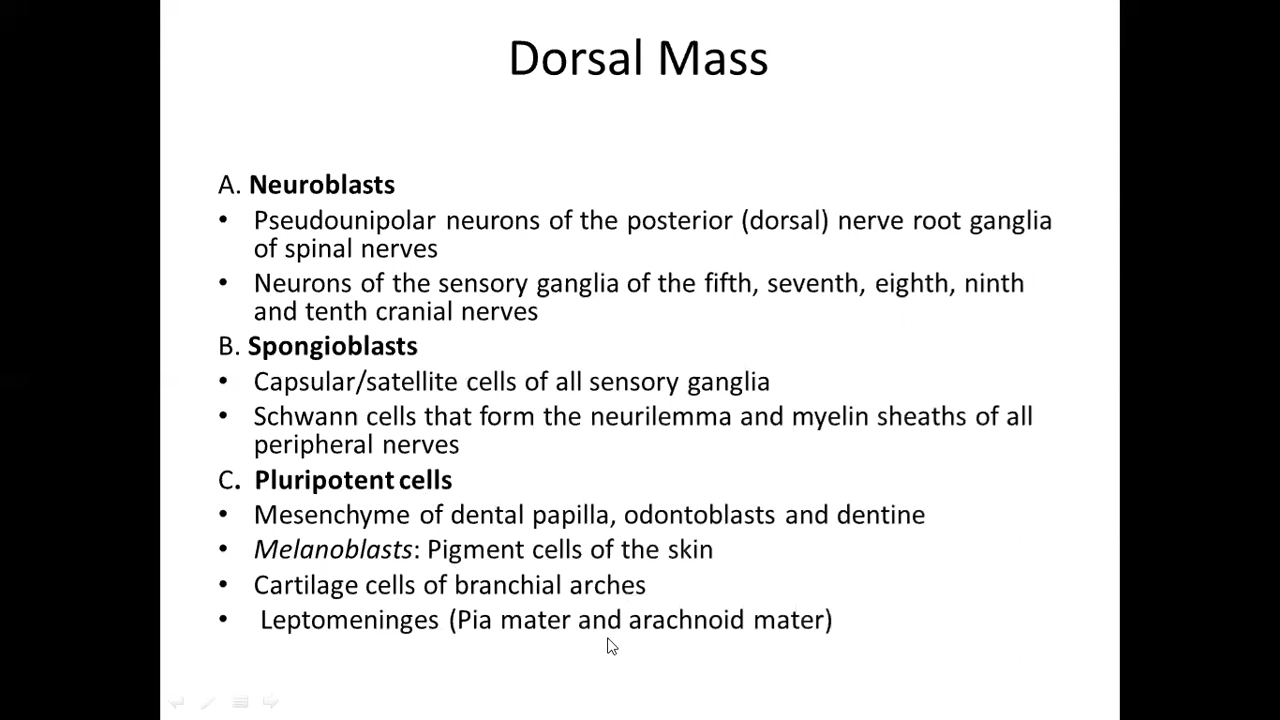 Dorsal Mass
A. Neuroblasts
• Pseudounipolar neurons of the posterior (dorsal) nerve root ganglia
of spinal nerves
• Neurons of the sensory ganglia of the fifth, seventh, eighth, ninth
and tenth cranial nerves
B. Spongioblasts
• Capsular/satellite cells of all sensory ganglia
• Schwann cells that form the neurilemma and myelin sheaths of all
peripheral nerves
C. Pluripotent cells
• Mesenchyme of dental papilla, odontoblasts and dentine
• Melanoblasts: Pigment cells of the skin
• Cartilage cells of branchial arches
• Leptomeninges (Pia mater and arachnoid mater)